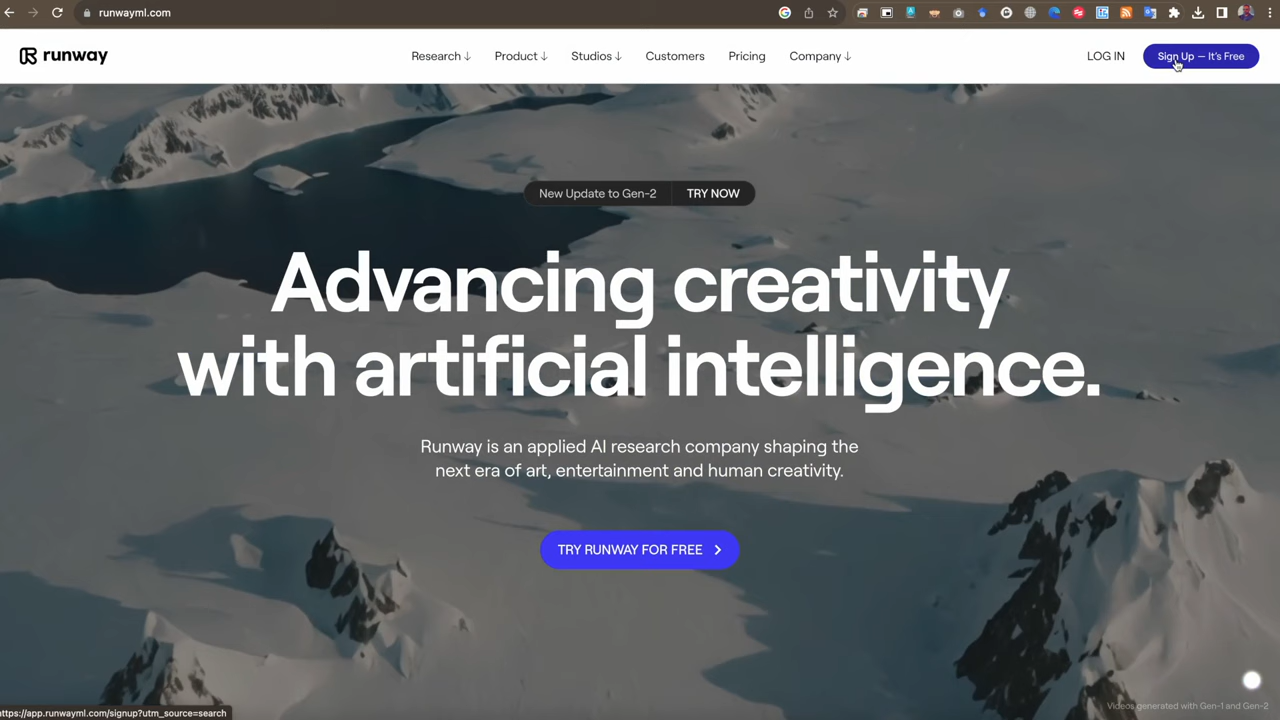 runwayml.com
runway
Research ↓ Product ↓ Studios ↓ Customers Pricing Company ↓ LOG IN Sign Up — It's Free
New Update to Gen-2 TRY NOW
Advancing creativity
with artificial intelligence.
Runway is an applied AI research company shaping the
next era of art, entertainment and human creativity.
TRY RUNWAY FOR FREE
Videos generated with Gen-1 and Gen-2
https://app.runwayml.com/signup?utm_source=search